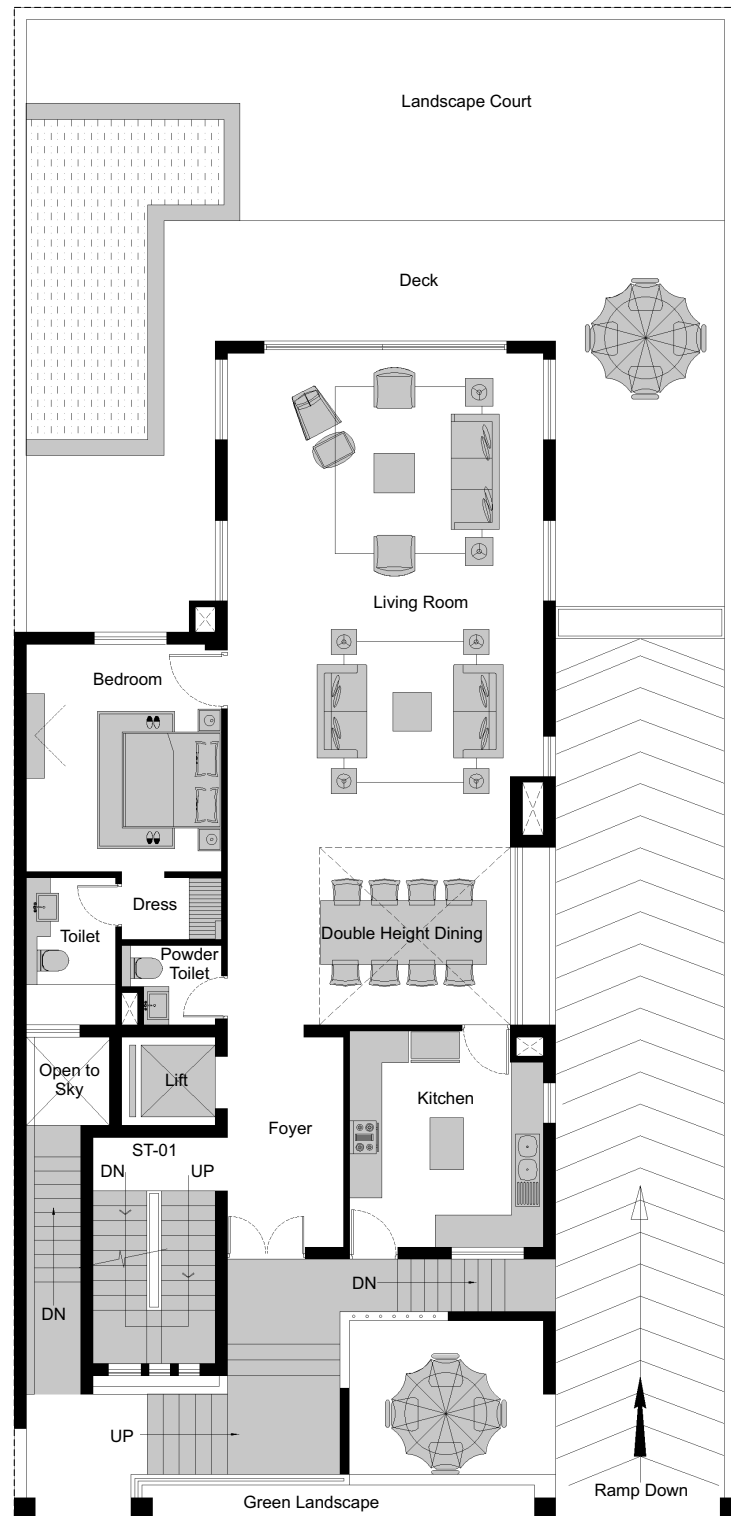 Landscape Court
Deck
Living Room
Bedroom
Dress
Toilet
Double Height Dining
Powder
Toilet
Open to
Sky
Lift
Kitchen
Foyer
ST-01
DN
UP
DN
DN
UP
Ramp Down
Green Landscape